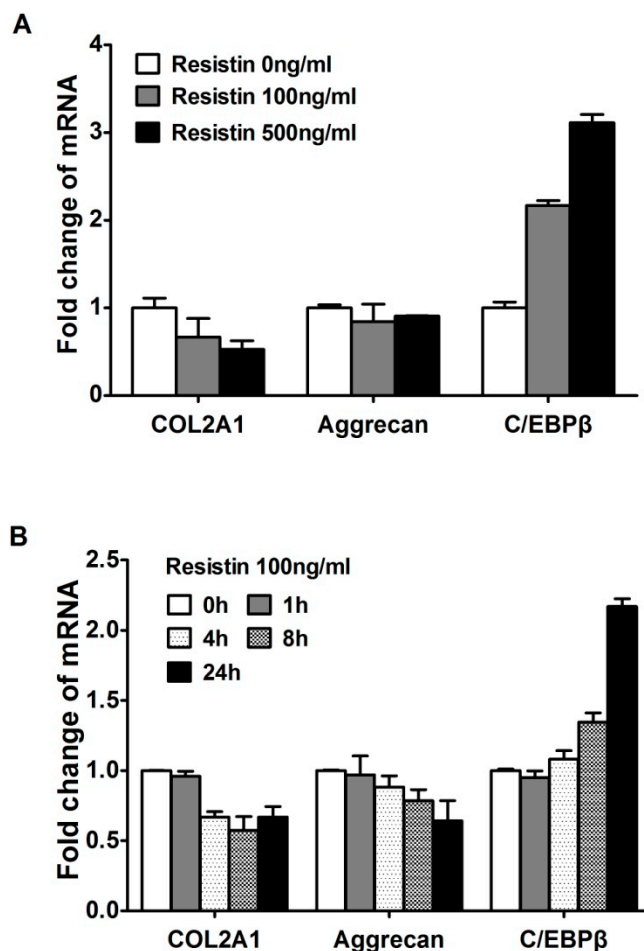 A
Fold change of mRNA
4
3
2
1
0
Resistin 0ng/ml
Resistin 100ng/ml
Resistin 500ng/ml
COL2A1 Aggrecan C/EBPβ
B
Fold change of mRNA
2.5
2.0
1.5
1.0
0.5
0.0
Resistin 100ng/ml
0h 1h
4h 8h
24h
COL2A1 Aggrecan C/EBPβ